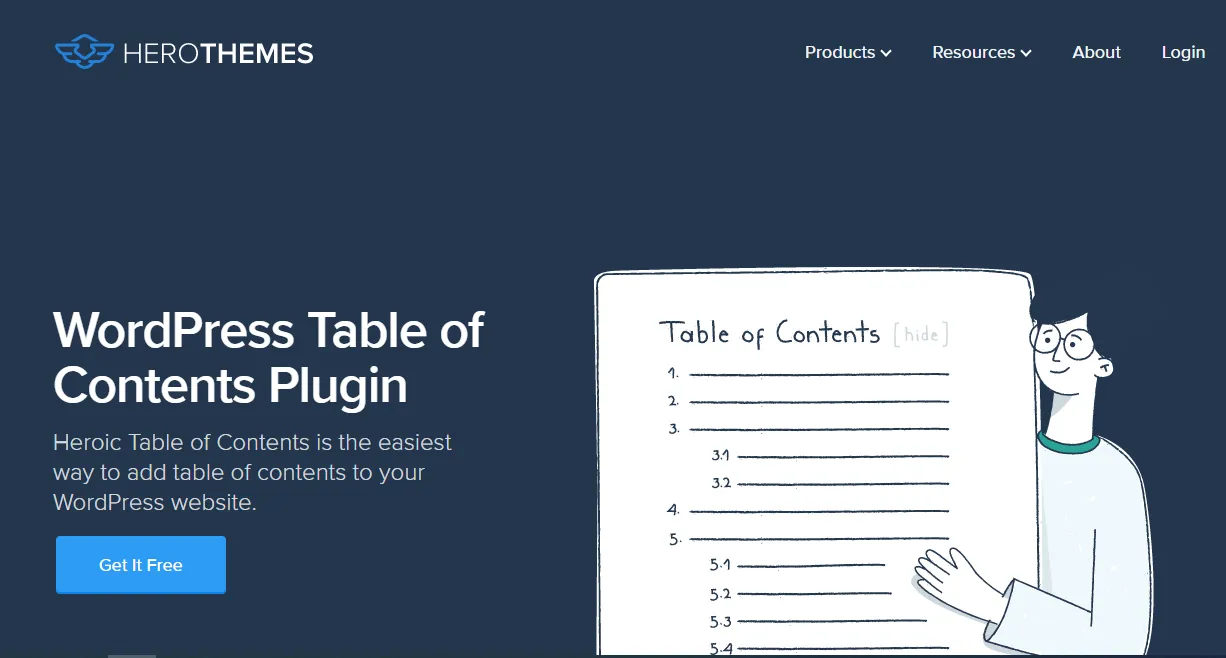 HEROTHEMES
Products
Resources
About
Login
WordPress Table of
Contents Plugin
Heroic Table of Contents is the easiest
way to add table of contents to your
WordPress website.
Get It Free
Table of Contents [hide]
1.
2.
3.
3.1
3.2
4.
5.
5.1
5.2
5.3
5.4